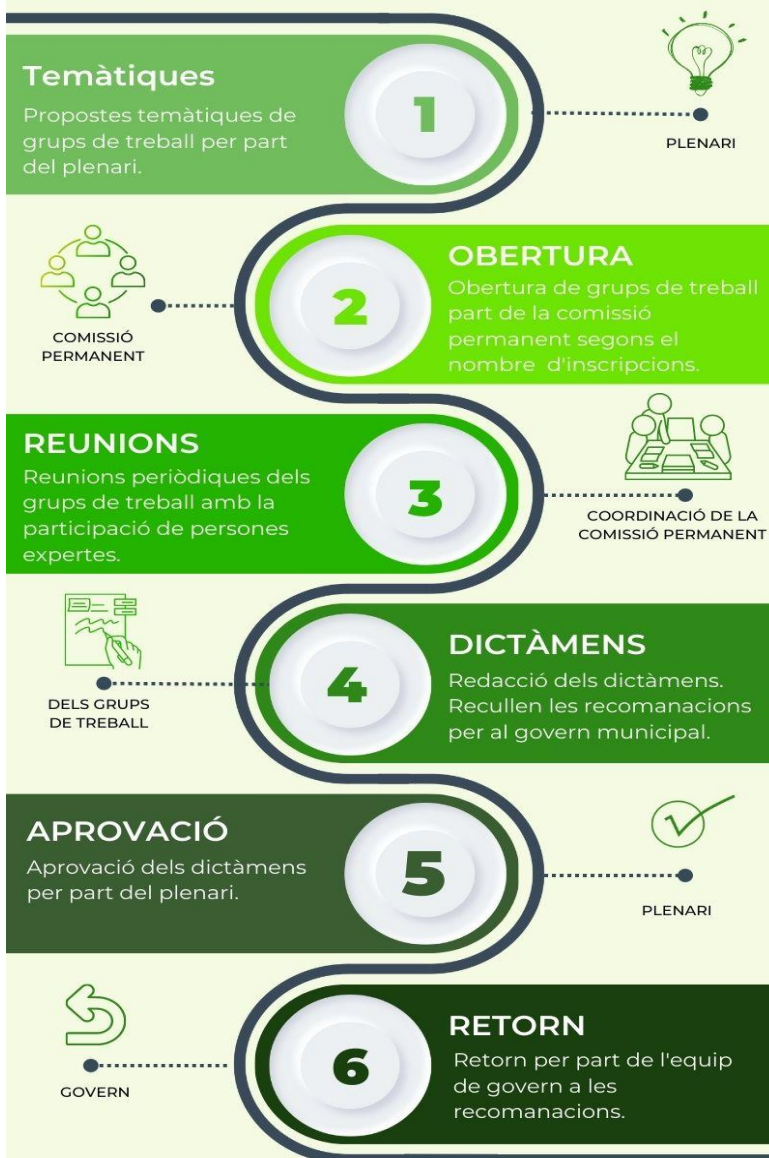 Temàtiques
Propostes temàtiques de
grups de treball per part
del plenari.
1
PLENARI
OBERTURA
Obertura de grups de treball
part de la comissió
permanent segons el
nombre d'inscripcions.
2
COMISSIÓ
PERMANENT
REUNIONS
Reunions periòdiques dels
grups de treball amb la
participació de persones
expertes.
3
COORDINACIÓ DE LA
COMISSIÓ PERMANENT
DICTÀMENS
Redacció dels dictàmens.
Recullen les recomanacions
per al govern municipal.
4
DELS GRUPS
DE TREBALL
APROVACIÓ
Aprovació dels dictàmens
per part del plenari.
5
PLENARI
RETORN
Retorn per part de l'equip
de govern a les
recomanacions.
6
GOVERN